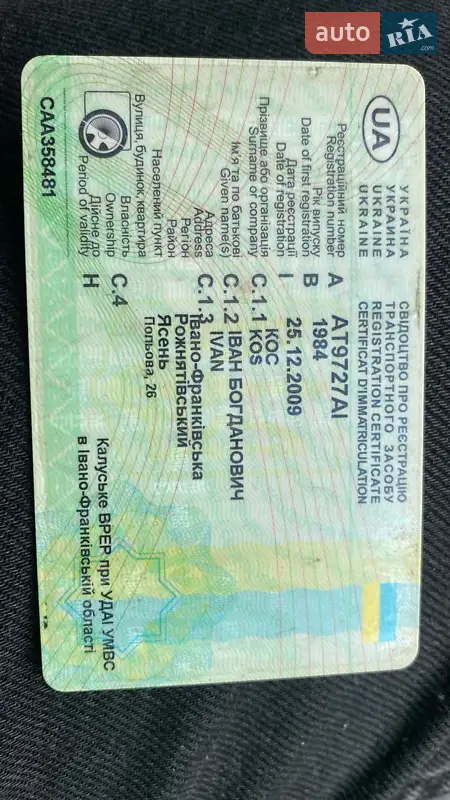 auto RIA
.com
UA
УКРАЇНА
УКРАИНА
UKRAINE
UKRAINE
СВІДОЦТВО ПРО РЕЄСТРАЦІЮ
ТРАНСПОРТНОГО ЗАСОБУ
REGISTRATION CERTIFICATE
CERTIFICAT D'IMMATRICULATION
Реєстраційний номер
Registration number
A AT9727AI
Рік випуску
Date of first registration
B 1984
Дата реєстрації
Date of registration
I 25.12.2009
Прізвище або організація
Surname or company
C.1.1 КОС
KOS
Ім'я та по батькові
Given name(s)
C.1.2 ІВАН БОГДАНОВИЧ
IVAN
Адреса
Address
C.1.3 Івано-Франківська
Регіон
Район
Рожнятівський
Населений пункт
Ясень
Вулиця, будинок, квартира
Польова, 26
Власність
Ownership
C.4
Дійсне до
Period of validity
H
Калуське ВРЕР при УДАІ УМВС
в Івано-Франківській області
САА358481